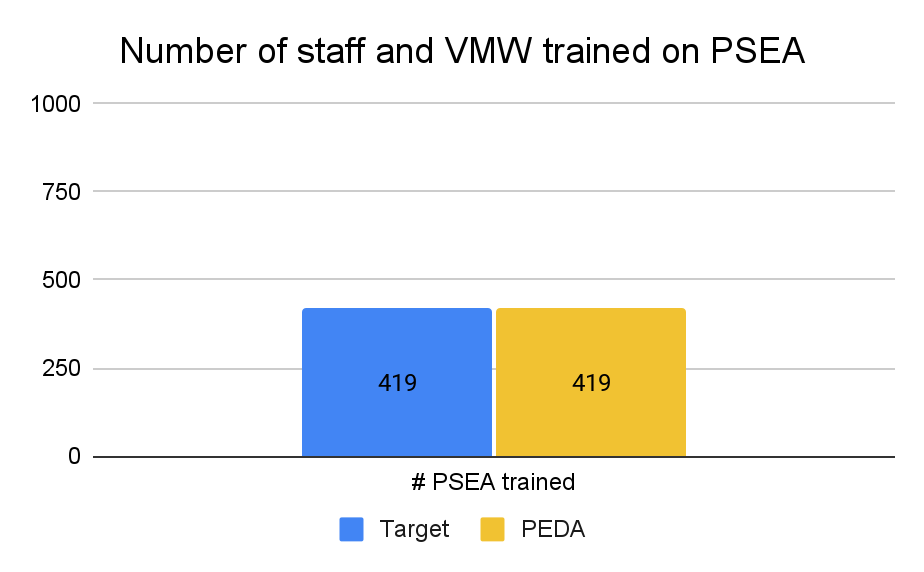 Number of staff and VMW trained on PSEA
1000
750
500
250
0
419
419
# PSEA trained
Target
PEDA